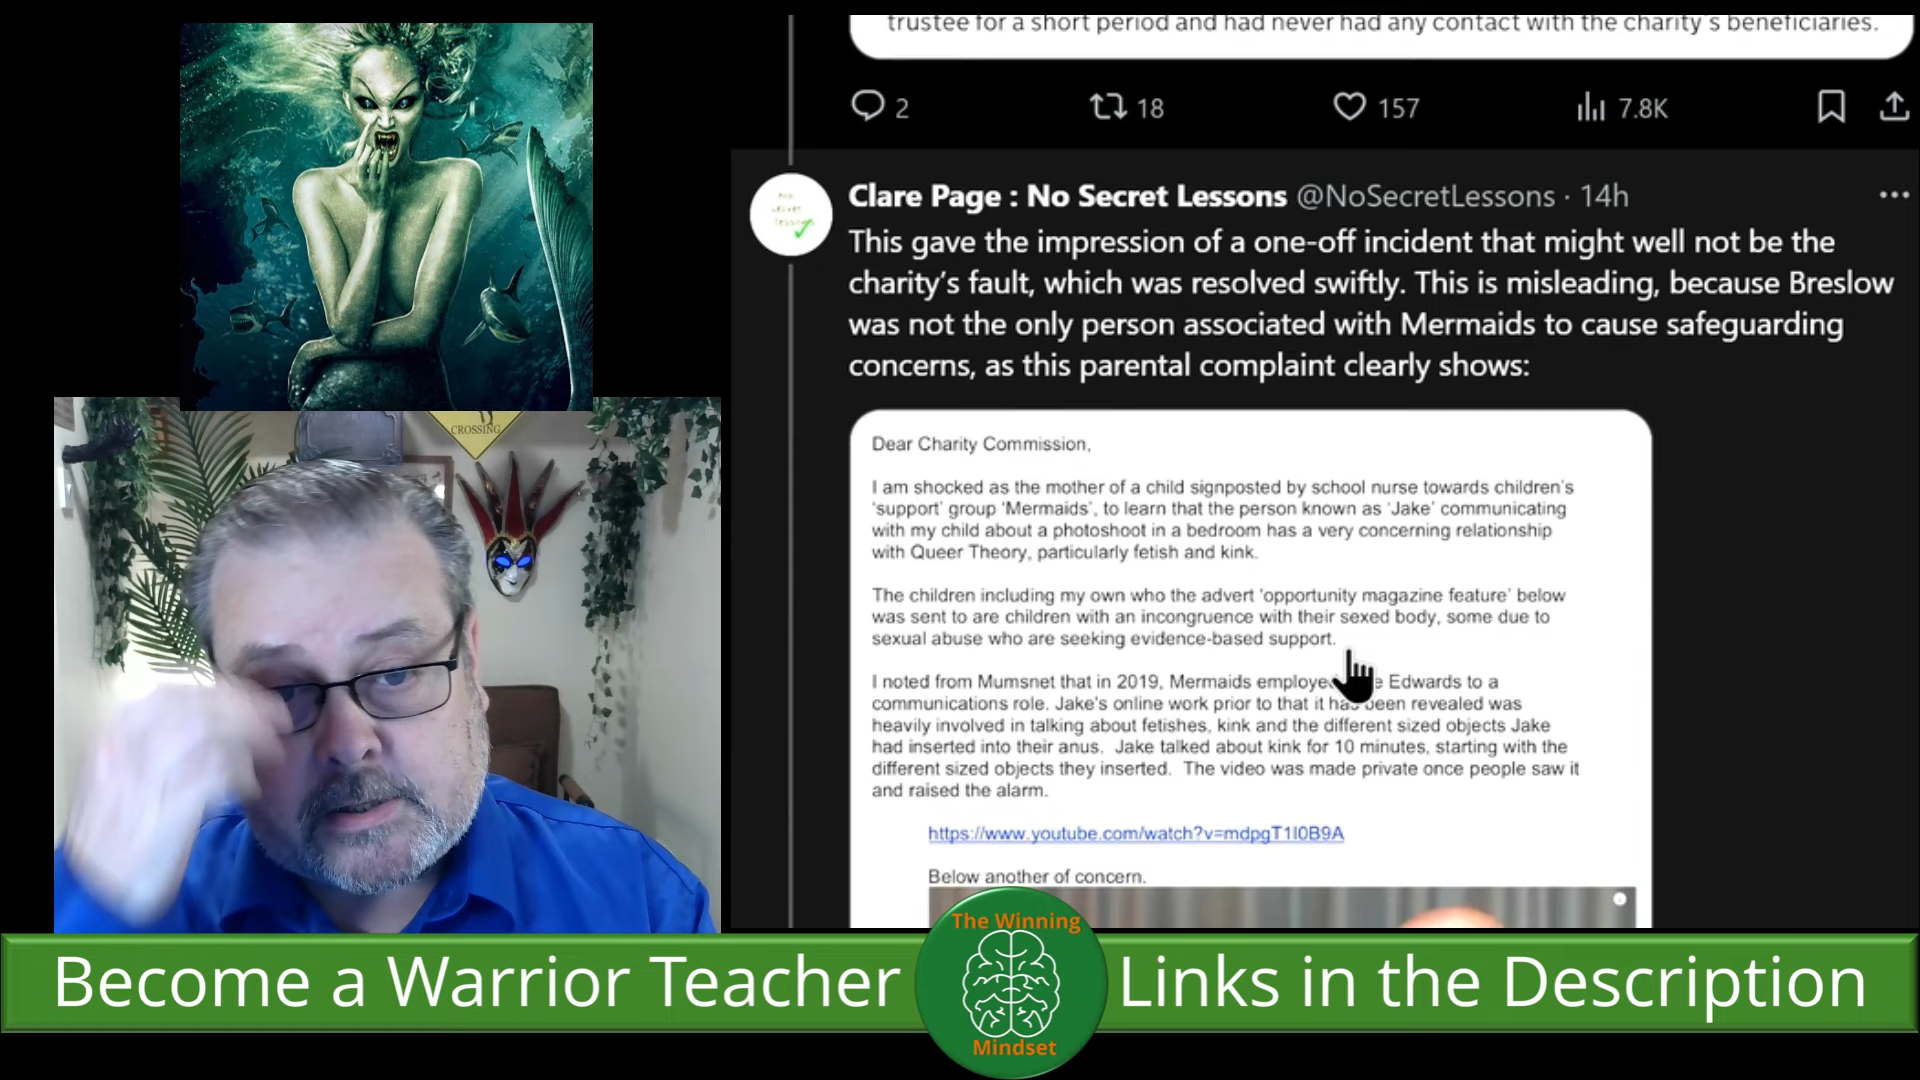 trustee for a short period and had never had any contact with the charity's beneficiaries.
2
18
157
7.8K
Clare Page : No Secret Lessons @NoSecretLessons · 14h
This gave the impression of a one-off incident that might well not be the
charity's fault, which was resolved swiftly. This is misleading, because Breslow
was not the only person associated with Mermaids to cause safeguarding
concerns, as this parental complaint clearly shows:
Dear Charity Commission,
I am shocked as the mother of a child signposted by school nurse towards children's
'support' group 'Mermaids', to learn that the person known as 'Jake' communicating
with my child about a photoshoot in a bedroom has a very concerning relationship
with Queer Theory, particularly fetish and kink.
The children including my own who the advert 'opportunity magazine feature' below
was sent to are children with an incongruence with their sexed body, some due to
sexual abuse who are seeking evidence-based support.
I noted from Mumsnet that in 2019, Mermaids Edwards to a
communications role. Jake's online work prior to that it has been revealed was
heavily involved in talking about fetishes, kink and the different sized objects Jake
had inserted into their anus. Jake talked about kink for 10 minutes, starting with the
different sized objects they inserted. The video was made private once people saw it
and raised the alarm.
https://www.youtube.com/watch?v=mdpgT1I0B9A
Below another of concern.
CROSSING
Become a Warrior Teacher
The Winning
Mindset
Links in the Description